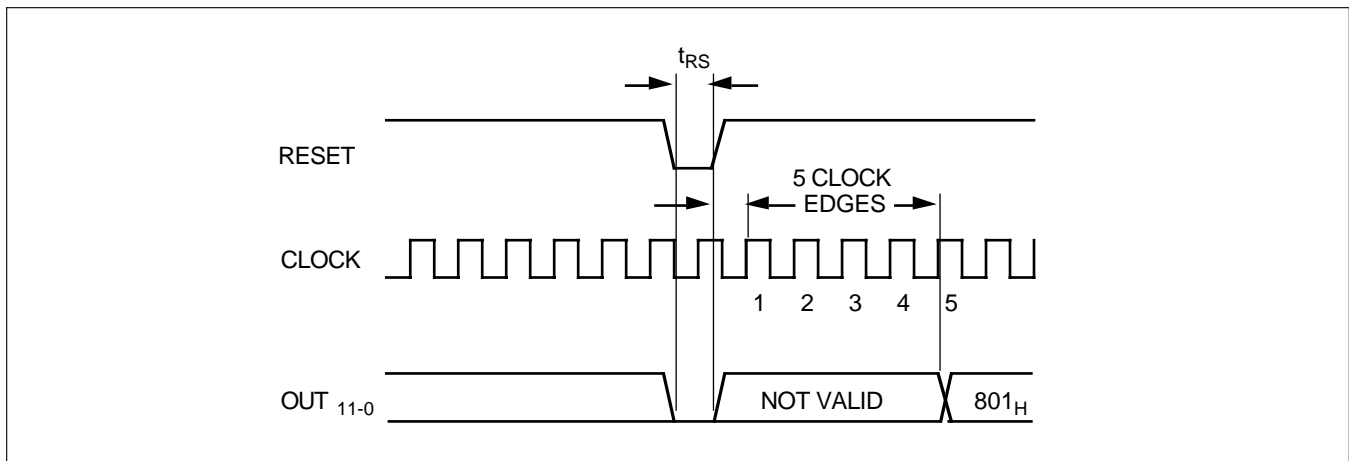 tRS
RESET
5 CLOCK
EDGES
CLOCK
1 2 3 4 5
OUT 11-0 NOT VALID 801H